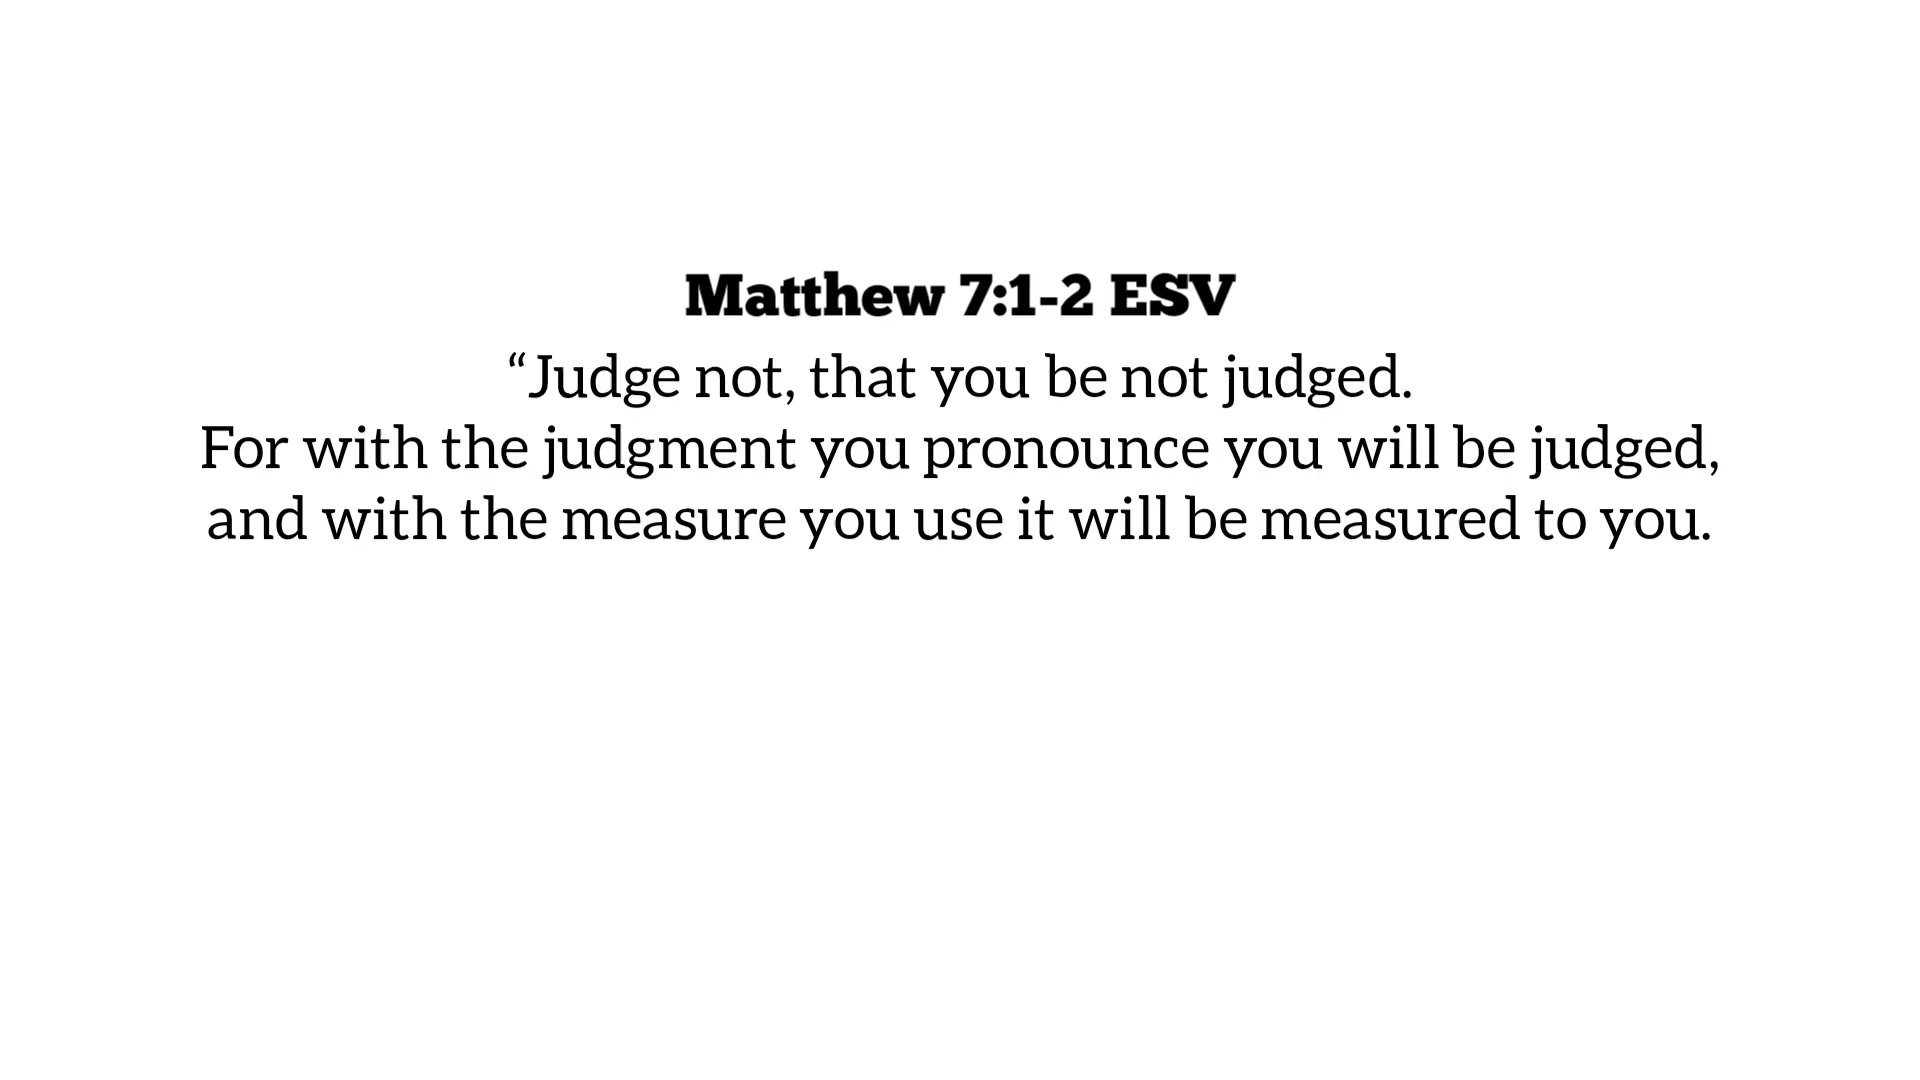 Matthew 7:1-2 ESV
“Judge not, that you be not judged.
For with the judgment you pronounce you will be judged,
and with the measure you use it will be measured to you.